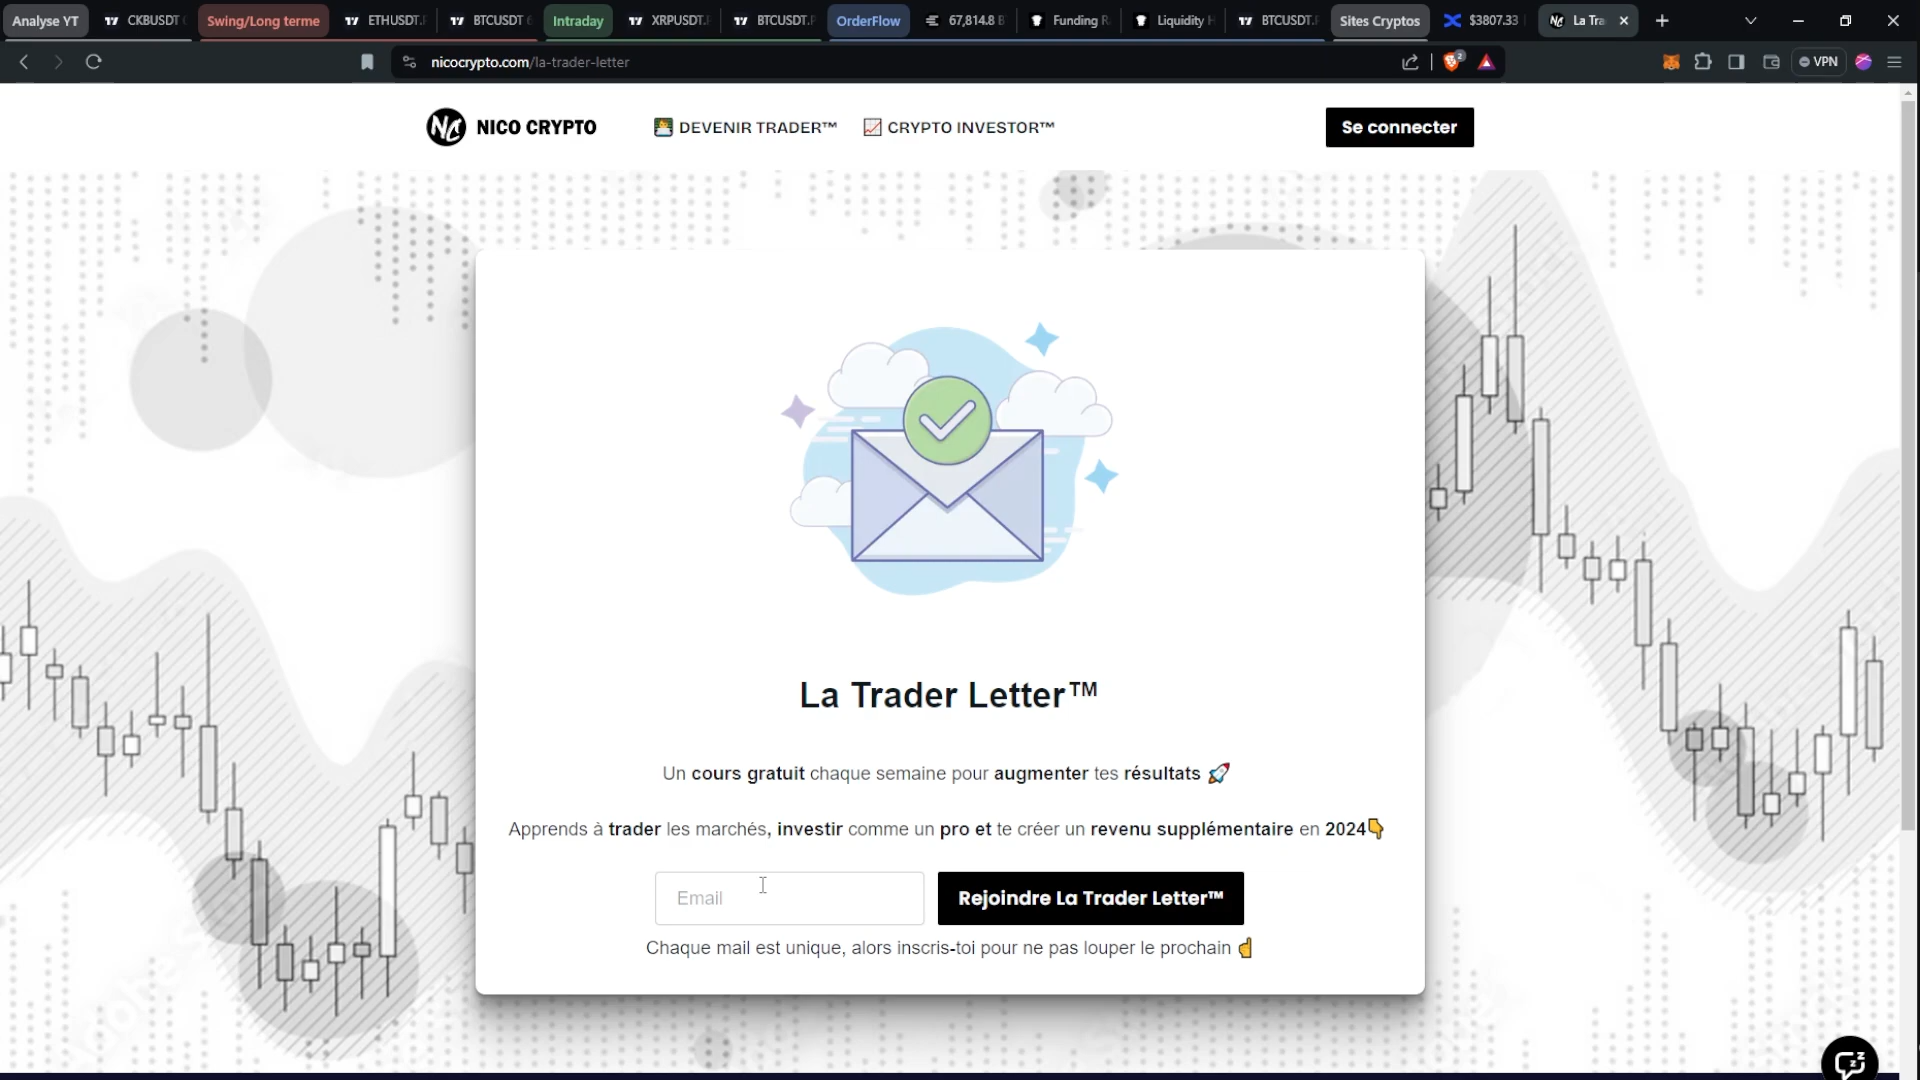 Analyse YT
CKBUSDT
Swing/Long terme
ETHUSDT.
BTCUSDT
Intraday
XRPUSDT.
BTCUSDT.
OrderFlow
67,814.8 B
Funding R
Liquidity H
BTCUSDT.
Sites Cryptos
$3807.33
La Tra
nicocrypto.com/la-trader-letter
2
VPN
NC NICO CRYPTO
👨‍🏫 DEVENIR TRADER™
📈 CRYPTO INVESTOR™
Se connecter
La Trader Letter™
Un cours gratuit chaque semaine pour augmenter tes résultats 🚀
Apprends à trader les marchés, investir comme un pro et te créer un revenu supplémentaire en 2024👇
Email
Rejoindre La Trader Letter™
Chaque mail est unique, alors inscris-toi pour ne pas louper le prochain ☝️